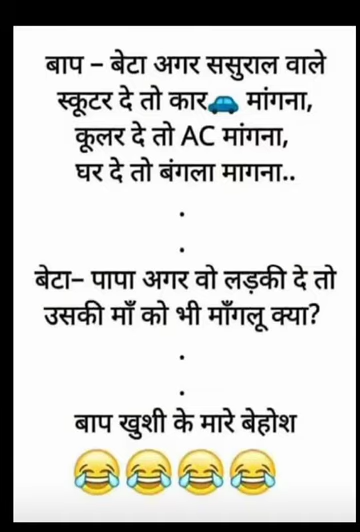 बाप – बेटा अगर ससुराल वाले
स्कूटर दे तो कार🚙 मांगना,
कूलर दे तो AC मांगना,
घर दे तो बंगला मागना..
.
.
बेटा– पापा अगर वो लड़की दे तो
उसकी माँ को भी माँगलू क्या?
.
.
बाप खुशी के मारे बेहोश
😂😂😂😂